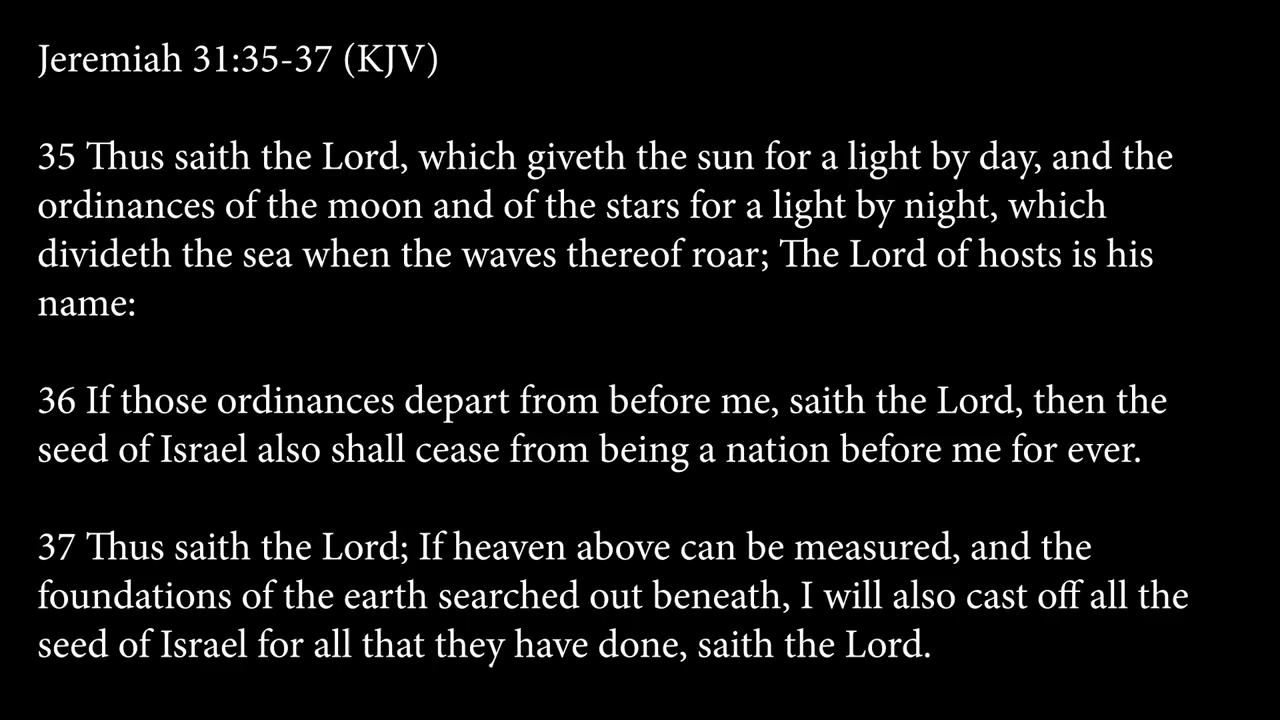 Jeremiah 31:35-37 (KJV)
35 Thus saith the Lord, which giveth the sun for a light by day, and the
ordinances of the moon and of the stars for a light by night, which
divideth the sea when the waves thereof roar; The Lord of hosts is his
name:
36 If those ordinances depart from before me, saith the Lord, then the
seed of Israel also shall cease from being a nation before me for ever.
37 Thus saith the Lord; If heaven above can be measured, and the
foundations of the earth searched out beneath, I will also cast off all the
seed of Israel for all that they have done, saith the Lord.